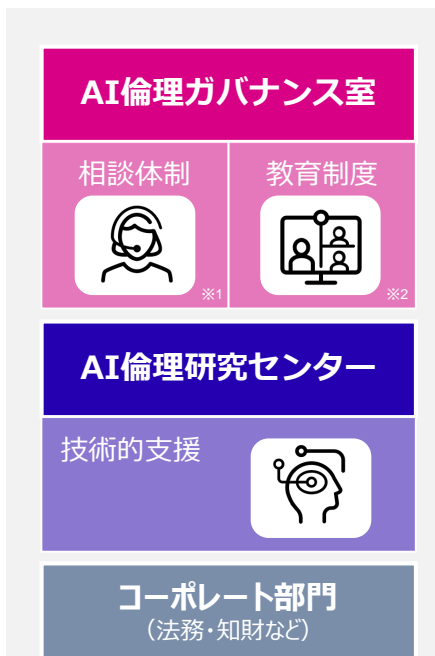 AI倫理ガバナンス室
相談体制
教育制度
※1
※2
AI倫理研究センター
技術的支援
コーポレート部門
（法務・知財など）